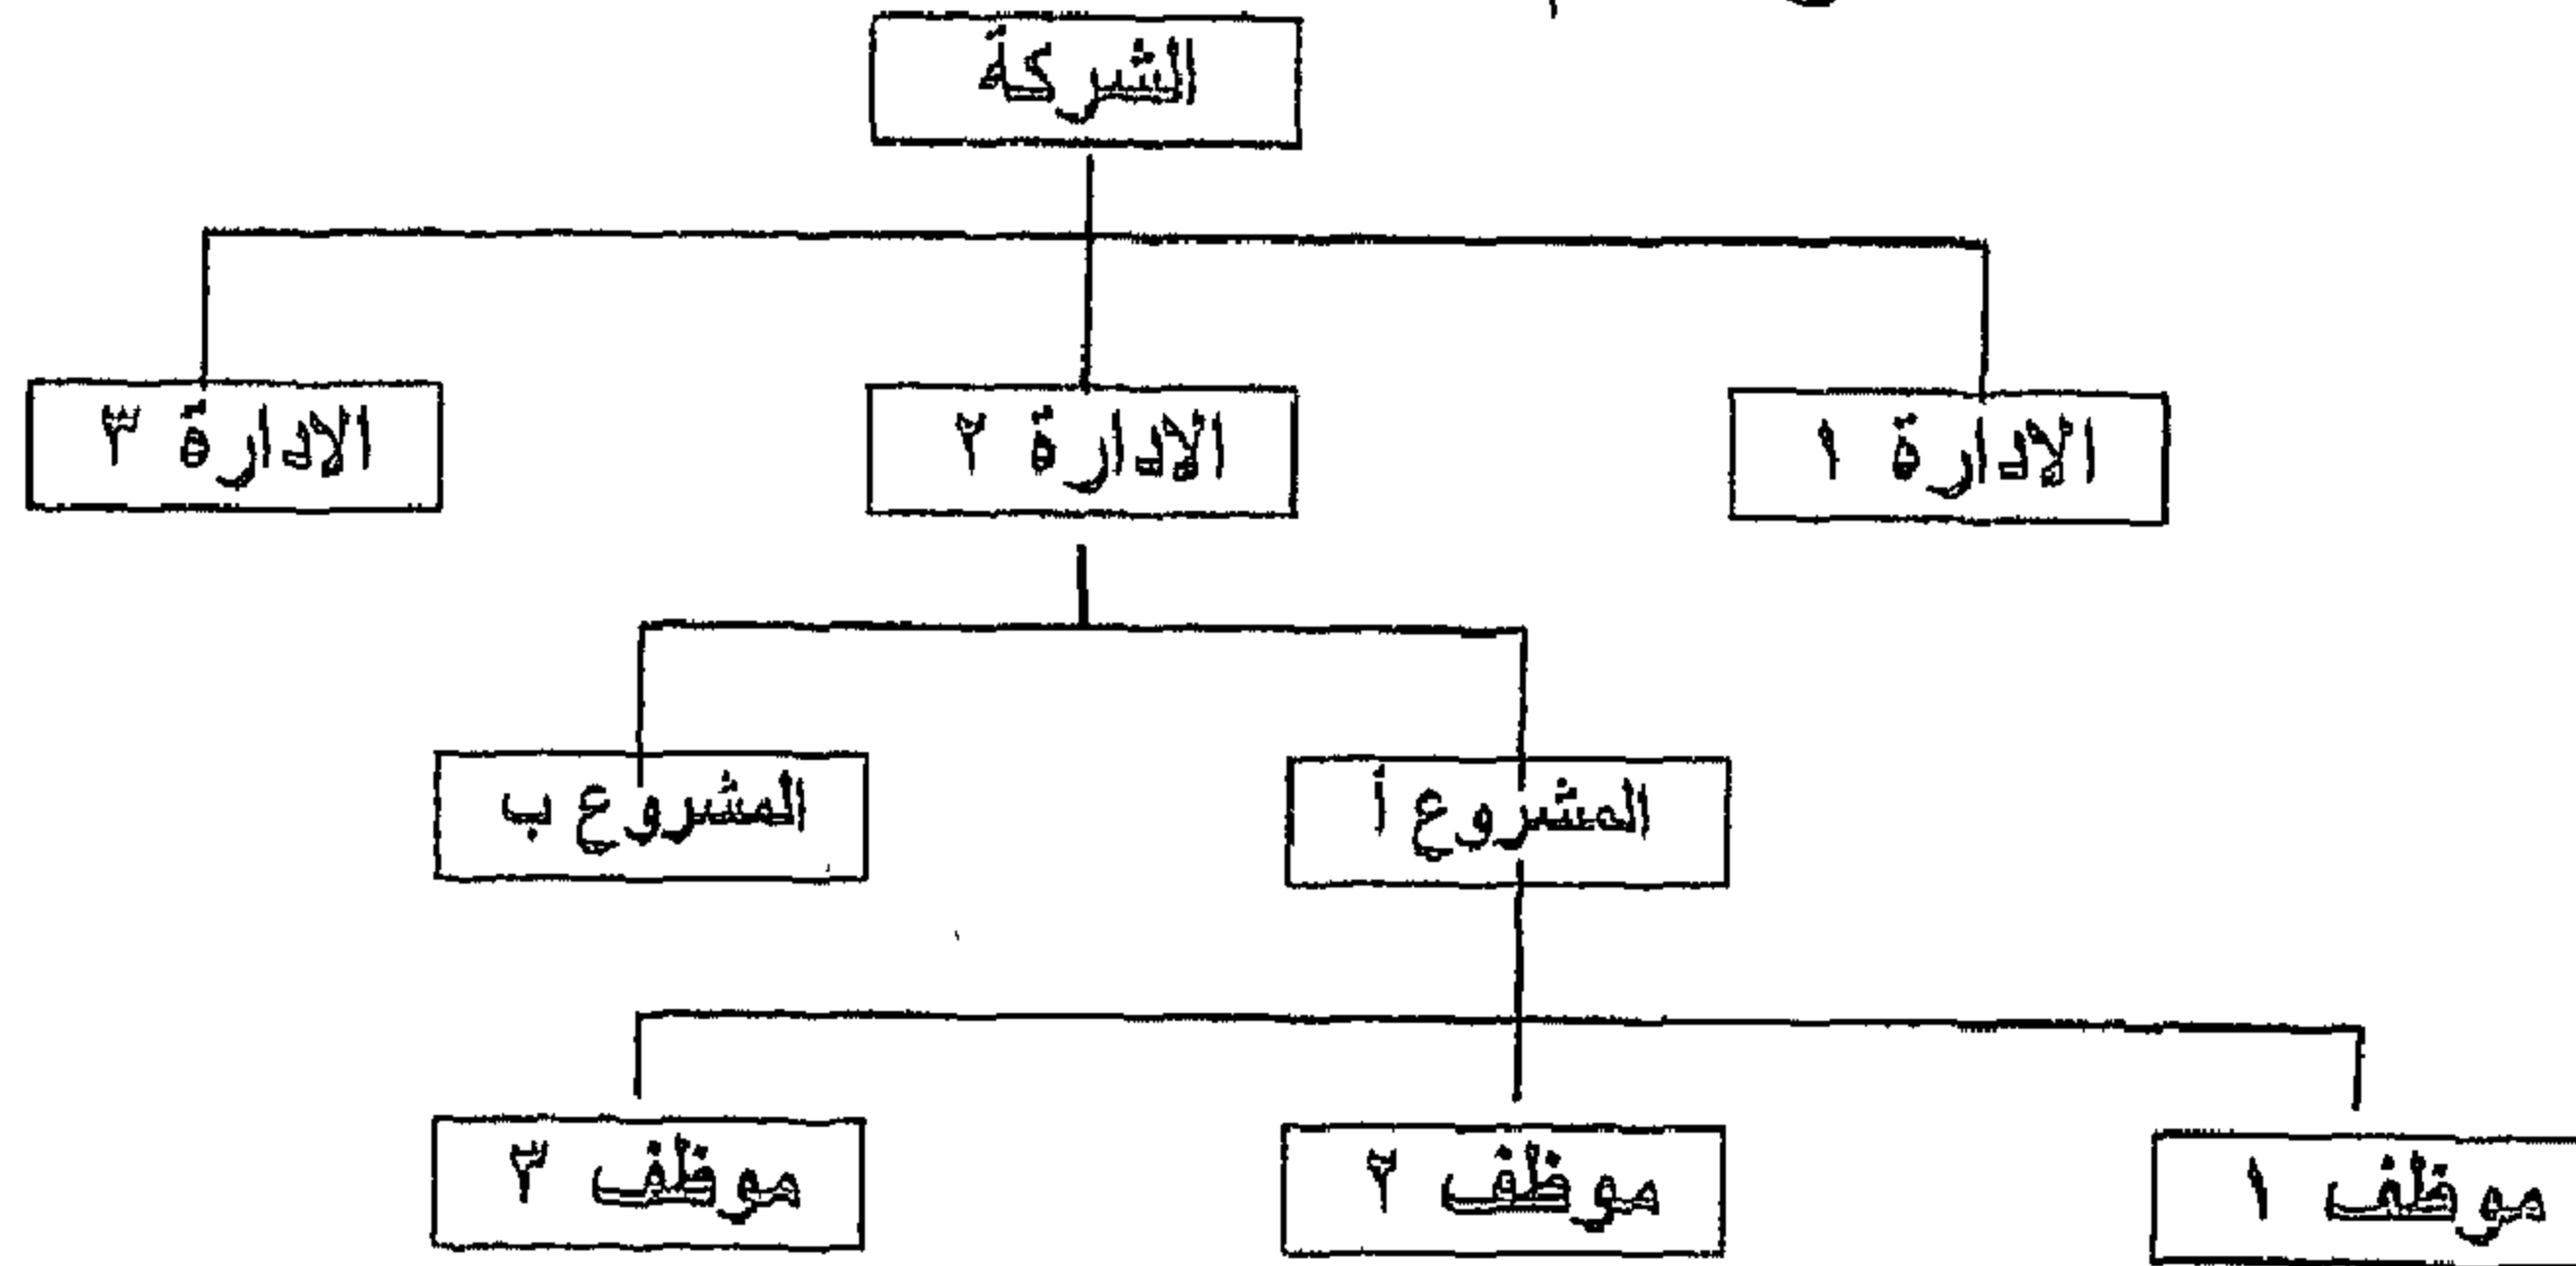 الشركة
الادارة ١
الادارة ٢
الادارة ٣
المشروع أ
المشروع ب
موظف ١
موظف ٢
موظف ٣